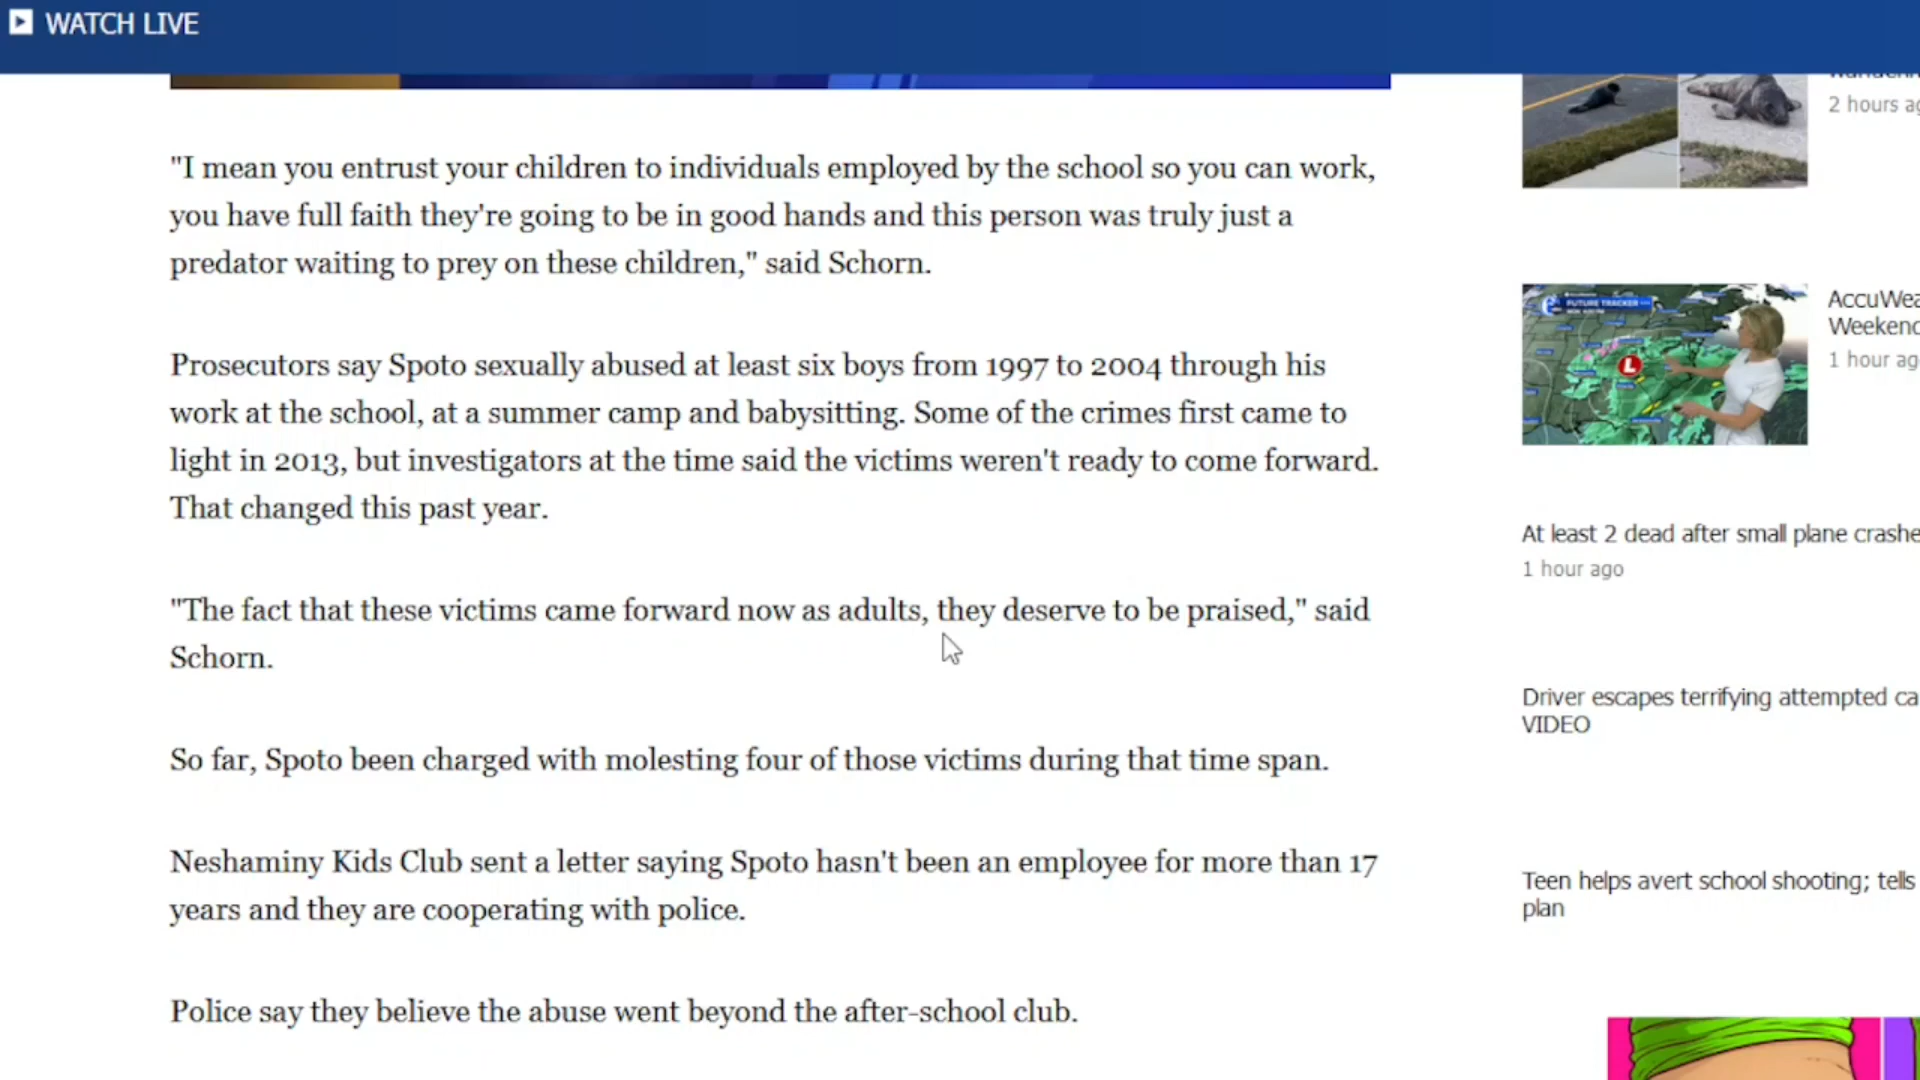 WATCH LIVE
2 hours ag
"I mean you entrust your children to individuals employed by the school so you can work,
you have full faith they're going to be in good hands and this person was truly just a
predator waiting to prey on these children," said Schorn.
FUTURE TRACKER
AccuWea
Weekend
1 hour ag
L
Prosecutors say Spoto sexually abused at least six boys from 1997 to 2004 through his
work at the school, at a summer camp and babysitting. Some of the crimes first came to
light in 2013, but investigators at the time said the victims weren't ready to come forward.
That changed this past year.
At least 2 dead after small plane crashe
1 hour ago
"The fact that these victims came forward now as adults, they deserve to be praised," said
Schorn.
Driver escapes terrifying attempted ca
VIDEO
So far, Spoto been charged with molesting four of those victims during that time span.
Neshaminy Kids Club sent a letter saying Spoto hasn't been an employee for more than 17
years and they are cooperating with police.
Teen helps avert school shooting; tells
plan
Police say they believe the abuse went beyond the after-school club.